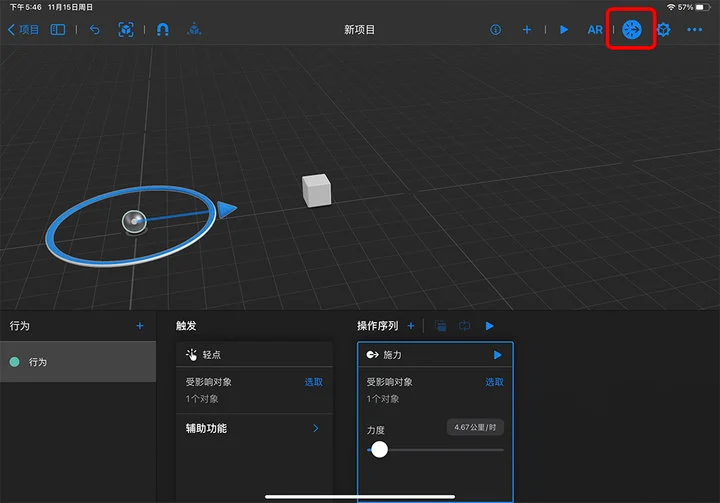 下午5:46 11月15日周日
57%
项目
新项目
AR
行为
触发
操作序列
行为
轻点
施力
受影响对象 选取
1个对象
辅助功能
受影响对象 选取
1个对象
力度
4.67公里/时